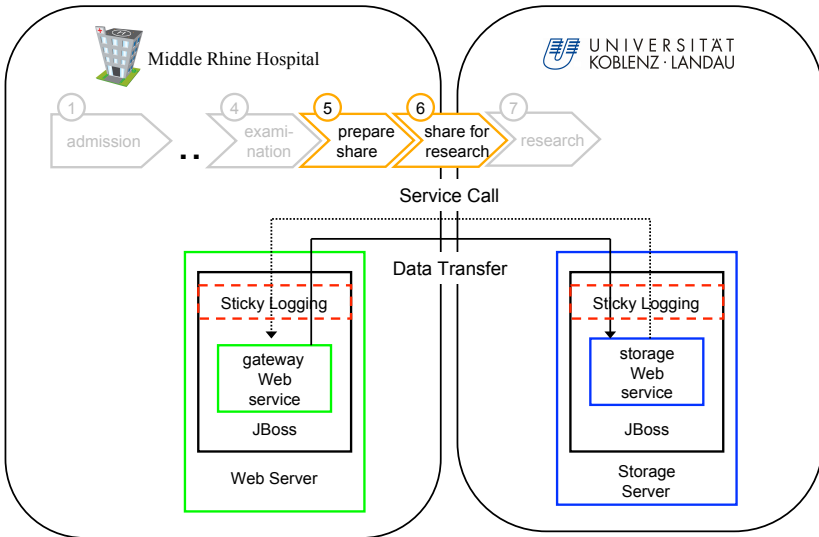 Middle Rhine Hospital
UNIVERSITÄT
KOBLENZ · LANDAU
1
admission
..
4
exami-
nation
5
prepare
share
6
share for
research
7
research
Service Call
Data Transfer
Sticky Logging
gateway
Web
service
JBoss
Web Server
Sticky Logging
storage
Web
service
JBoss
Storage
Server